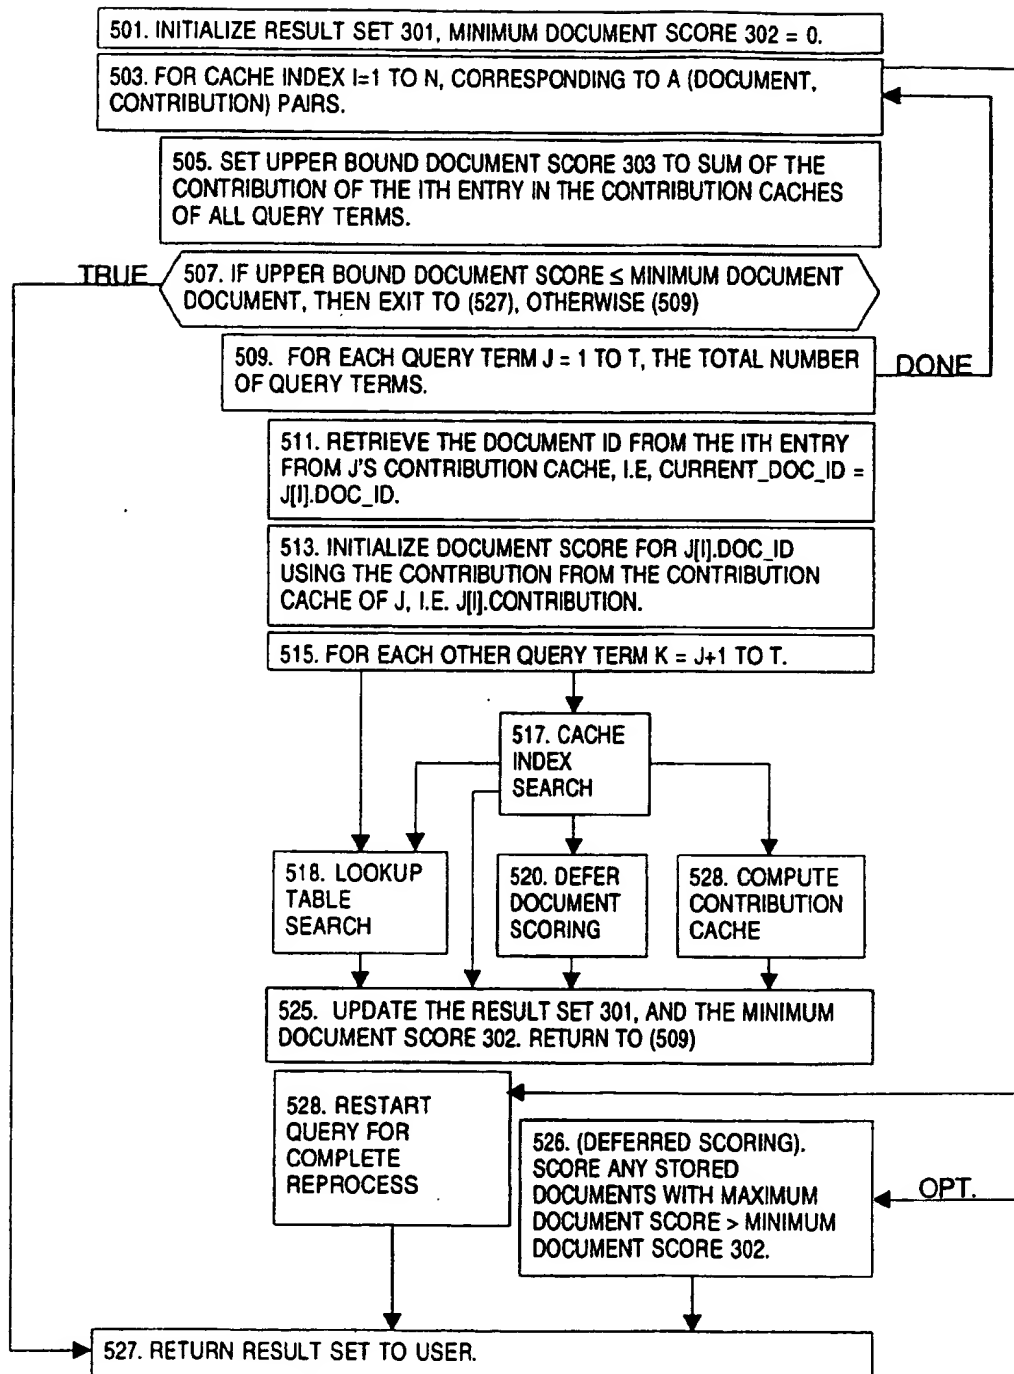 501. INITIALIZE RESULT SET 301, MINIMUM DOCUMENT SCORE 302 = 0.
503. FOR CACHE INDEX I=1 TO N, CORRESPONDING TO A (DOCUMENT,
CONTRIBUTION) PAIRS.
505. SET UPPER BOUND DOCUMENT SCORE 303 TO SUM OF THE
CONTRIBUTION OF THE ITH ENTRY IN THE CONTRIBUTION CACHES
OF ALL QUERY TERMS.
TRUE
507. IF UPPER BOUND DOCUMENT SCORE ≤ MINIMUM DOCUMENT
DOCUMENT, THEN EXIT TO (527), OTHERWISE (509)
509. FOR EACH QUERY TERM J = 1 TO T, THE TOTAL NUMBER
OF QUERY TERMS.
DONE
511. RETRIEVE THE DOCUMENT ID FROM THE ITH ENTRY
FROM J'S CONTRIBUTION CACHE, I.E, CURRENT_DOC_ID =
J[I].DOC_ID.
513. INITIALIZE DOCUMENT SCORE FOR J[I].DOC_ID
USING THE CONTRIBUTION FROM THE CONTRIBUTION
CACHE OF J, I.E. J[I].CONTRIBUTION.
515. FOR EACH OTHER QUERY TERM K = J+1 TO T.
517. CACHE
INDEX
SEARCH
518. LOOKUP
TABLE
SEARCH
520. DEFER
DOCUMENT
SCORING
528. COMPUTE
CONTRIBUTION
CACHE
525. UPDATE THE RESULT SET 301, AND THE MINIMUM
DOCUMENT SCORE 302. RETURN TO (509)
528. RESTART
QUERY FOR
COMPLETE
REPROCESS
526. (DEFERRED SCORING).
SCORE ANY STORED
DOCUMENTS WITH MAXIMUM
DOCUMENT SCORE > MINIMUM
DOCUMENT SCORE 302.
OPT.
527. RETURN RESULT SET TO USER.